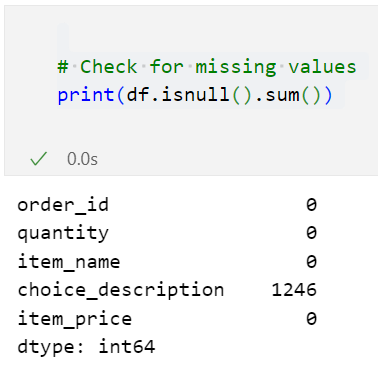 # Check for missing values
print(df.isnull().sum())
0.0s
order_id 0
quantity 0
item_name 0
choice_description 1246
item_price 0
dtype: int64